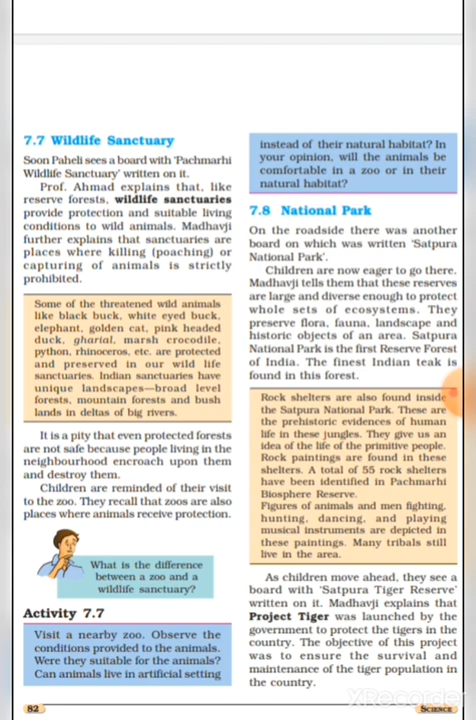 7.7 Wildlife Sanctuary
Soon Paheli sees a board with 'Pachmarhi
Wildlife Sanctuary' written on it.
Prof. Ahmad explains that, like
reserve forests, wildlife sanctuaries
provide protection and suitable living
conditions to wild animals. Madhavji
further explains that sanctuaries are
places where killing (poaching) or
capturing of animals is strictly
prohibited.
Some of the threatened wild animals
like black buck, white eyed buck,
elephant, golden cat, pink headed
duck, gharial, marsh crocodile,
python, rhinoceros, etc. are protected
and preserved in our wild life
sanctuaries. Indian sanctuaries have
unique landscapes—broad level
forests, mountain forests and bush
lands in deltas of big rivers.
It is a pity that even protected forests
are not safe because people living in the
neighbourhood encroach upon them
and destroy them.
Children are reminded of their visit
to the zoo. They recall that zoos are also
places where animals receive protection.
What is the difference
between a zoo and a
wildlife sanctuary?
Activity 7.7
Visit a nearby zoo. Observe the
conditions provided to the animals.
Were they suitable for the animals?
Can animals live in artificial setting
instead of their natural habitat? In
your opinion, will the animals be
comfortable in a zoo or in their
natural habitat?
7.8 National Park
On the roadside there was another
board on which was written 'Satpura
National Park'.
Children are now eager to go there.
Madhavji tells them that these reserves
are large and diverse enough to protect
whole sets of ecosystems. They
preserve flora, fauna, landscape and
historic objects of an area. Satpura
National Park is the first Reserve Forest
of India. The finest Indian teak is
found in this forest.
Rock shelters are also found inside
the Satpura National Park. These are
the prehistoric evidences of human
life in these jungles. They give us an
idea of the life of the primitive people.
Rock paintings are found in these
shelters. A total of 55 rock shelters
have been identified in Pachmarhi
Biosphere Reserve.
Figures of animals and men fighting,
hunting, dancing, and playing
musical instruments are depicted in
these paintings. Many tribals still
live in the area.
As children move ahead, they see a
board with 'Satpura Tiger Reserve'
written on it. Madhavji explains that
Project Tiger was launched by the
government to protect the tigers in the
country. The objective of this project
was to ensure the survival and
maintenance of the tiger population in
the country.
82
SCIENCE
XRecorder